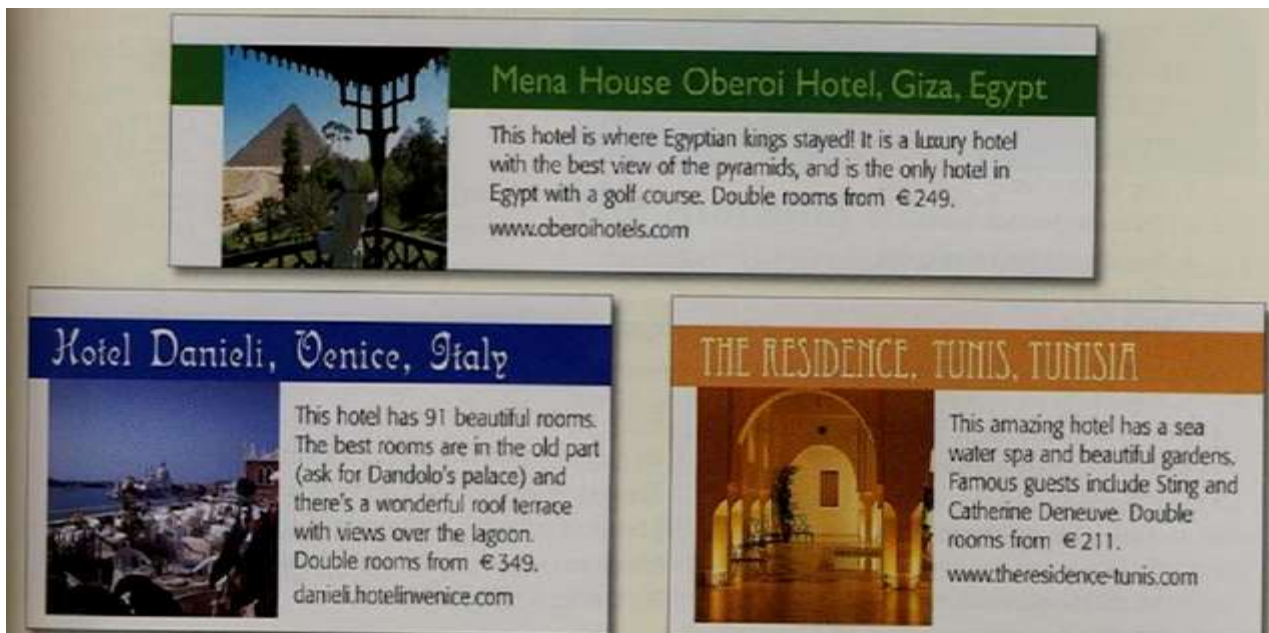 Mena House Oberoi Hotel, Giza, Egypt
This hotel is where Egyptian kings stayed! It is a luxury hotel
with the best view of the pyramids, and is the only hotel in
Egypt with a golf course. Double rooms from €249.
www.oberoihotels.com
Hotel Danieli, Venice, Italy
This hotel has 91 beautiful rooms.
The best rooms are in the old part
(ask for Dandolo's palace) and
there's a wonderful roof terrace
with views over the lagoon.
Double rooms from €349.
danieli.hotelinvenice.com
THE RESIDENCE, TUNIS, TUNISIA
This amazing hotel has a sea
water spa and beautiful gardens.
Famous guests include Sting and
Catherine Deneuve. Double
rooms from €211.
www.theresidence-tunis.com